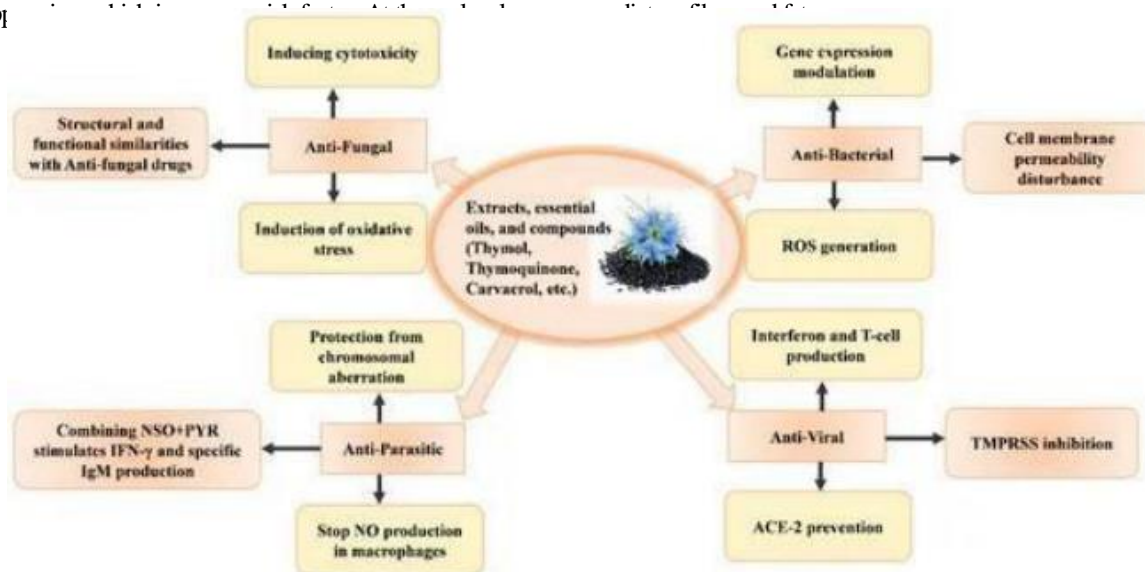 Inducing cytotoxicity
Structural and
functional similarities
with Anti-fungal drugs
Anti-Fungal
Induction of oxidative
stress
Gene expression
modulation
Anti-Bacterial
Cell membrane
permeability
disturbance
ROS generation
Extracts, essential
oils, and compounds
(Thymol,
Thymoquinone,
Carvacrol, etc.)
Protection from
chromosomal
aberration
Combining NSO+PYR
stimulates IFN-γ and specific
IgM production
Anti-Parasitic
Stop NO production
in macrophages
Interferon and T-cell
production
Anti-Viral
TMPRSS inhibition
ACE-2 prevention